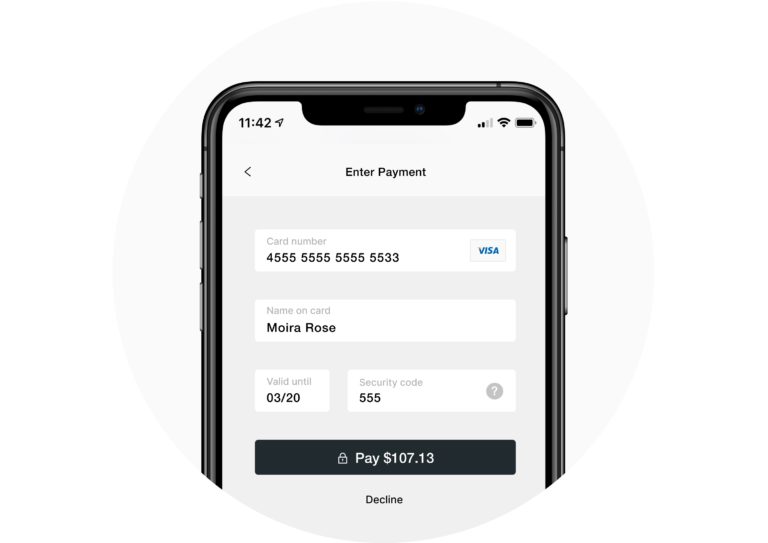 11:42
Enter Payment
Card number
4555 5555 5555 5533
VISA
Name on card
Moira Rose
Valid until
03/20
Security code
555
?
Pay $107.13
Decline